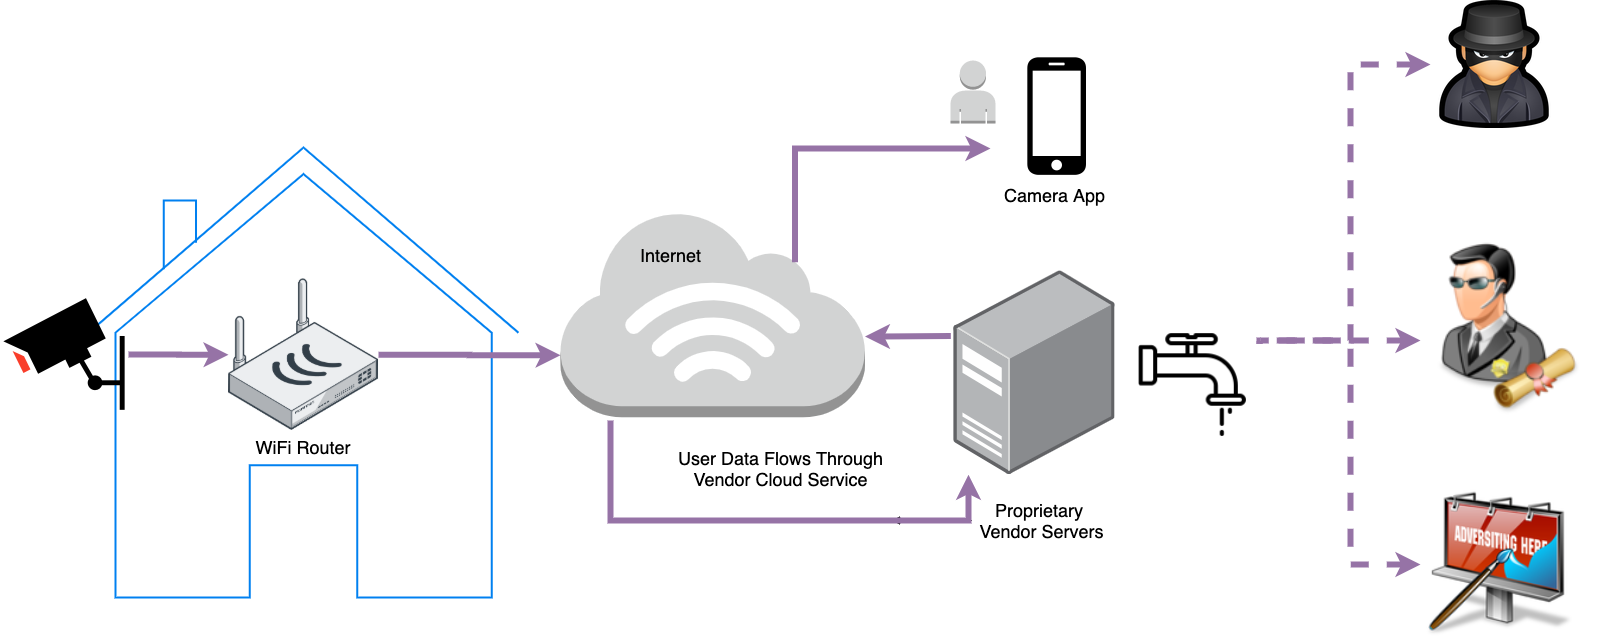 Internet
Camera App
WiFi Router
User Data Flows Through
Vendor Cloud Service
Proprietary
Vendor Servers
ADVERSITING HERE